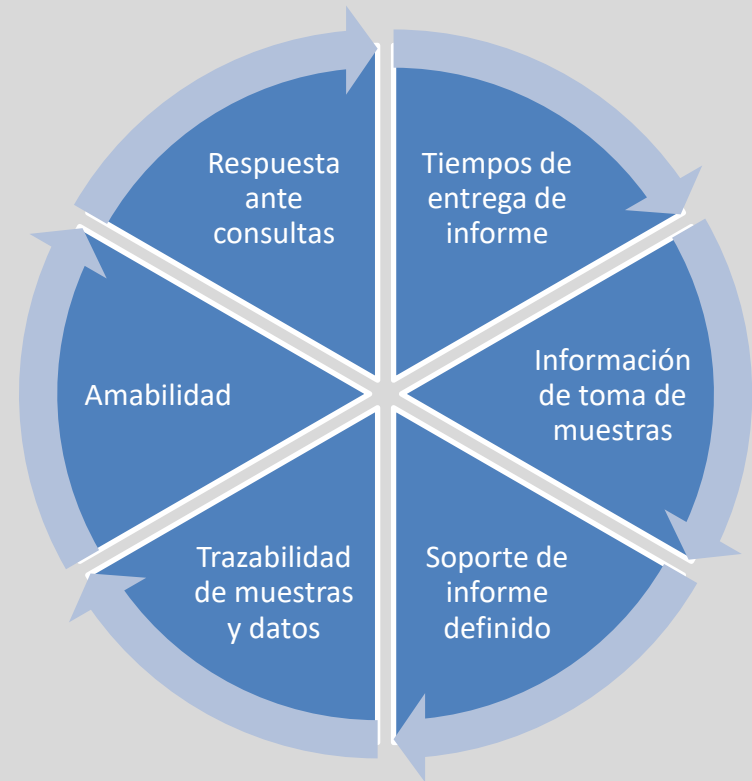 Respuesta
ante
consultas
Tiempos de
entrega de
informe
Amabilidad
Información
de toma de
muestras
Trazabilidad
de muestras
y datos
Soporte de
informe
definido